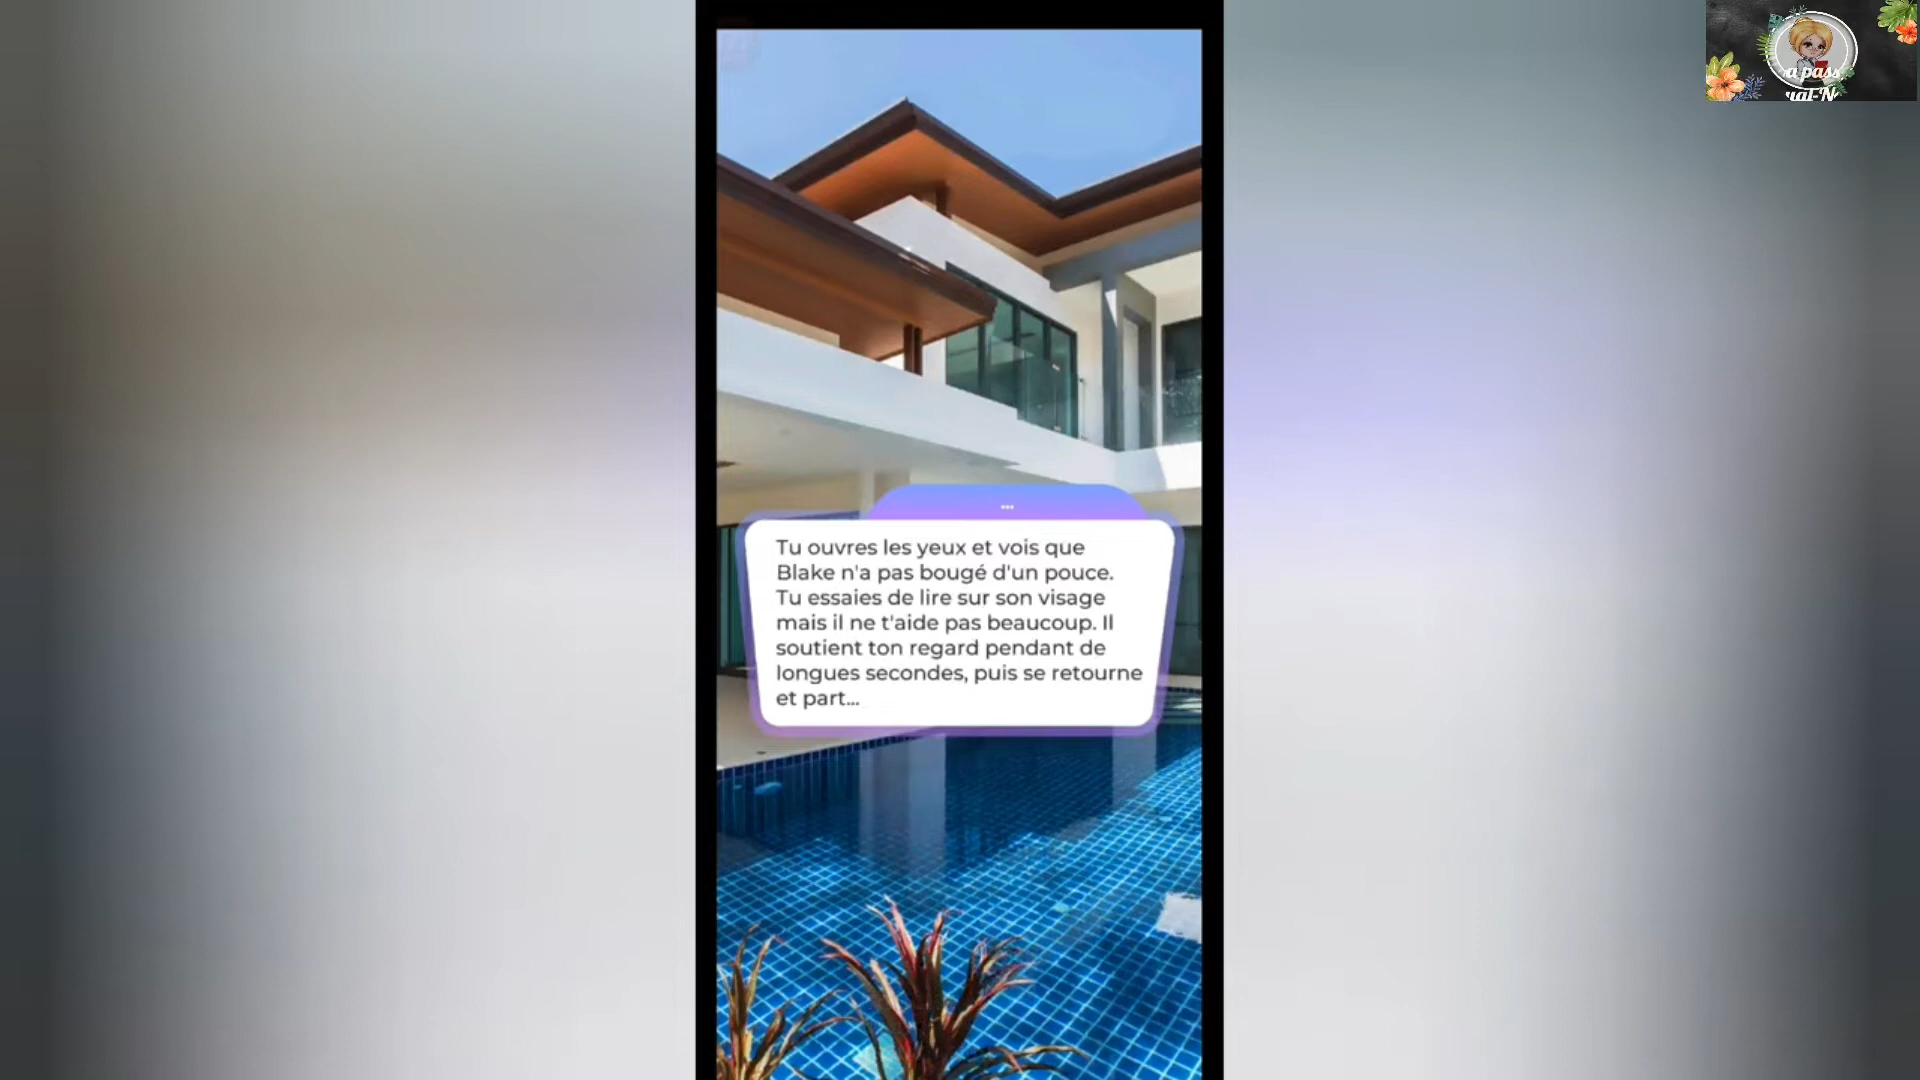 ...
Tu ouvres les yeux et vois que
Blake n'a pas bougé d'un pouce.
Tu essaies de lire sur son visage
mais il ne t'aide pas beaucoup. Il
soutient ton regard pendant de
longues secondes, puis se retourne
et part...
a pass